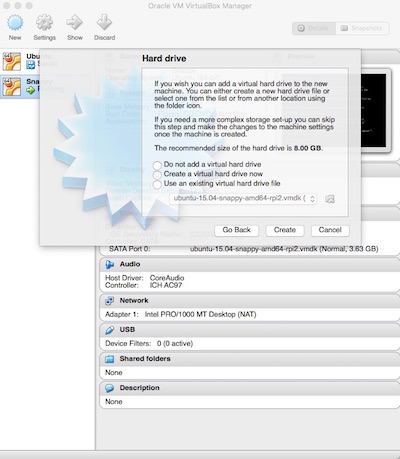 Oracle VM VirtualBox Manager
New
Settings
Show
Discard
Details
Snapshots
Ubuntu
Snappy
Hard drive
If you wish you can add a virtual hard drive to the new
machine. You can either create a new hard drive file or
select one from the list or from another location using
the folder icon.
If you need a more complex storage set-up you can skip
this step and make the changes to the machine settings
once the machine is created.
The recommended size of the hard drive is 8.00 GB.
Do not add a virtual hard drive
Create a virtual hard drive now
Use an existing virtual hard drive file
ubuntu-15.04-snappy-amd64-rpi2.vmdk (
Go Back
Create
Cancel
SATA Port 0: ubuntu-15.04-snappy-amd64-rpi2.vmdk (Normal, 3.63 GB)
Audio
Host Driver: CoreAudio
Controller: ICH AC97
Network
Adapter 1: Intel PRO/1000 MT Desktop (NAT)
USB
Device Filters: 0 (0 active)
Shared folders
None
Description
None